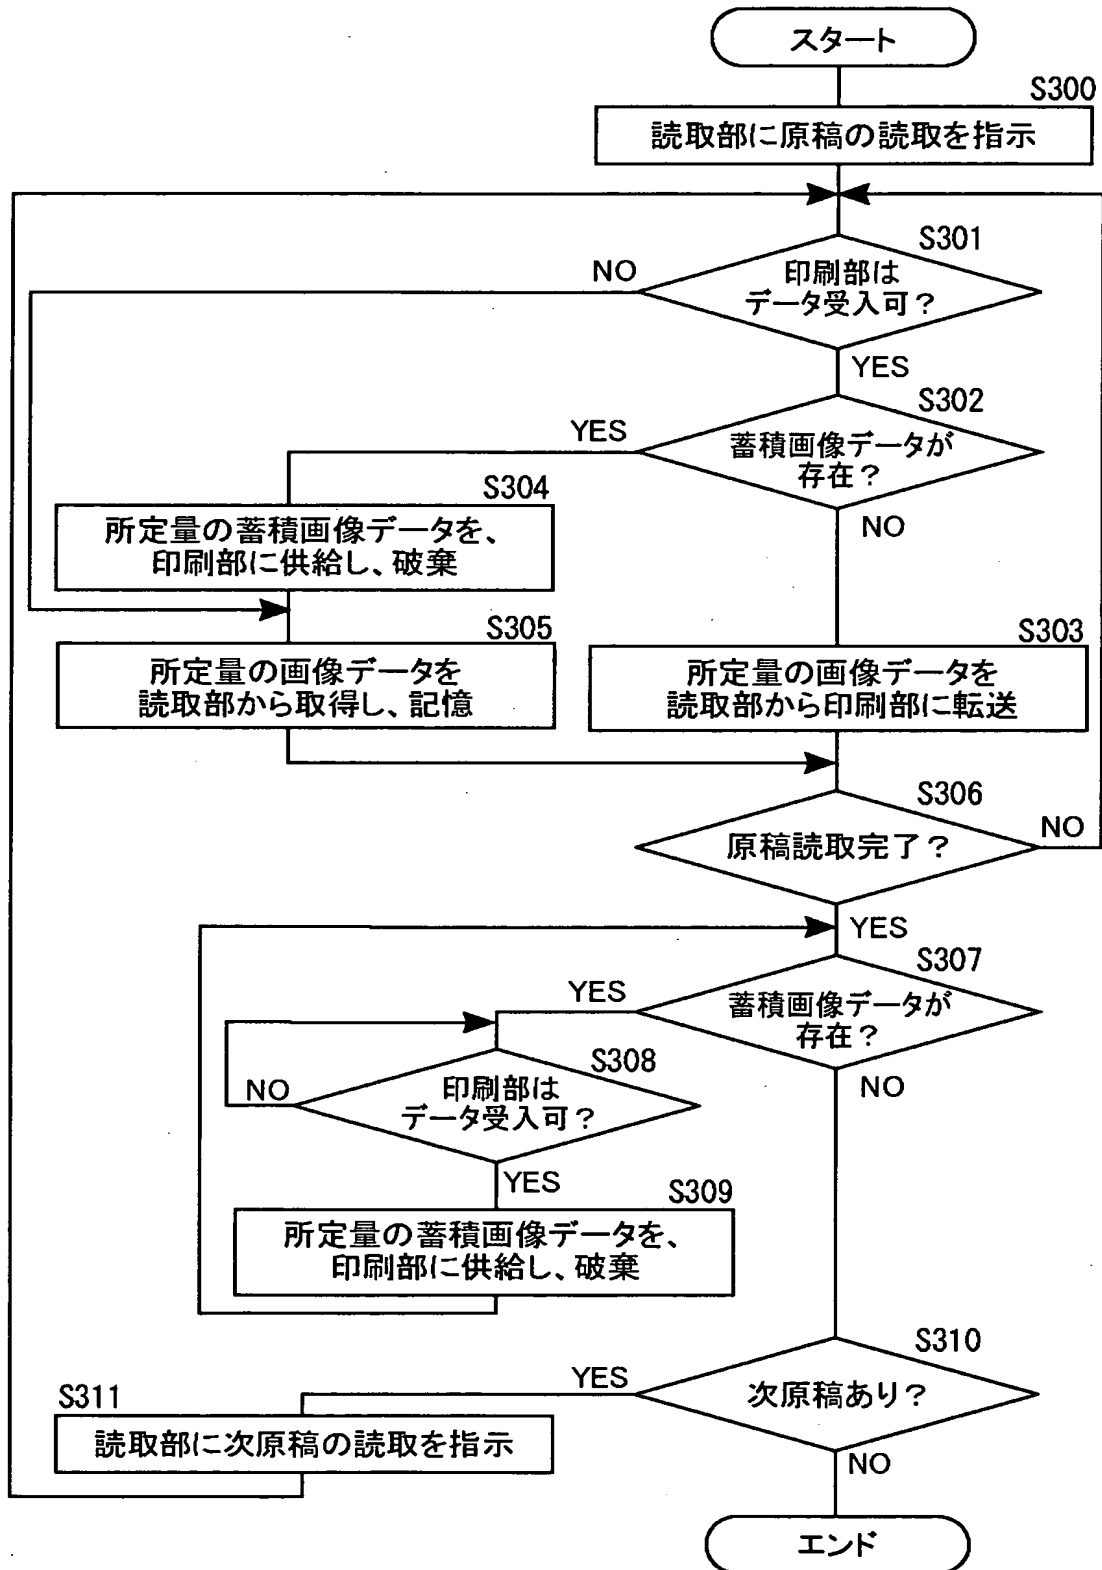 スタート
S300
読取部に原稿の読取を指示
S301
印刷部は
データ受入可？
NO
YES
S302
蓄積画像データが
存在？
YES
NO
S304
所定量の蓄積画像データを、
印刷部に供給し、破棄
S305
所定量の画像データを
読取部から取得し、記憶
S303
所定量の画像データを
読取部から印刷部に転送
S306
原稿読取完了？
NO
YES
S307
蓄積画像データが
存在？
YES
NO
S308
印刷部は
データ受入可？
NO
YES
S309
所定量の蓄積画像データを、
印刷部に供給し、破棄
S310
次原稿あり？
YES
NO
S311
読取部に次原稿の読取を指示
エンド